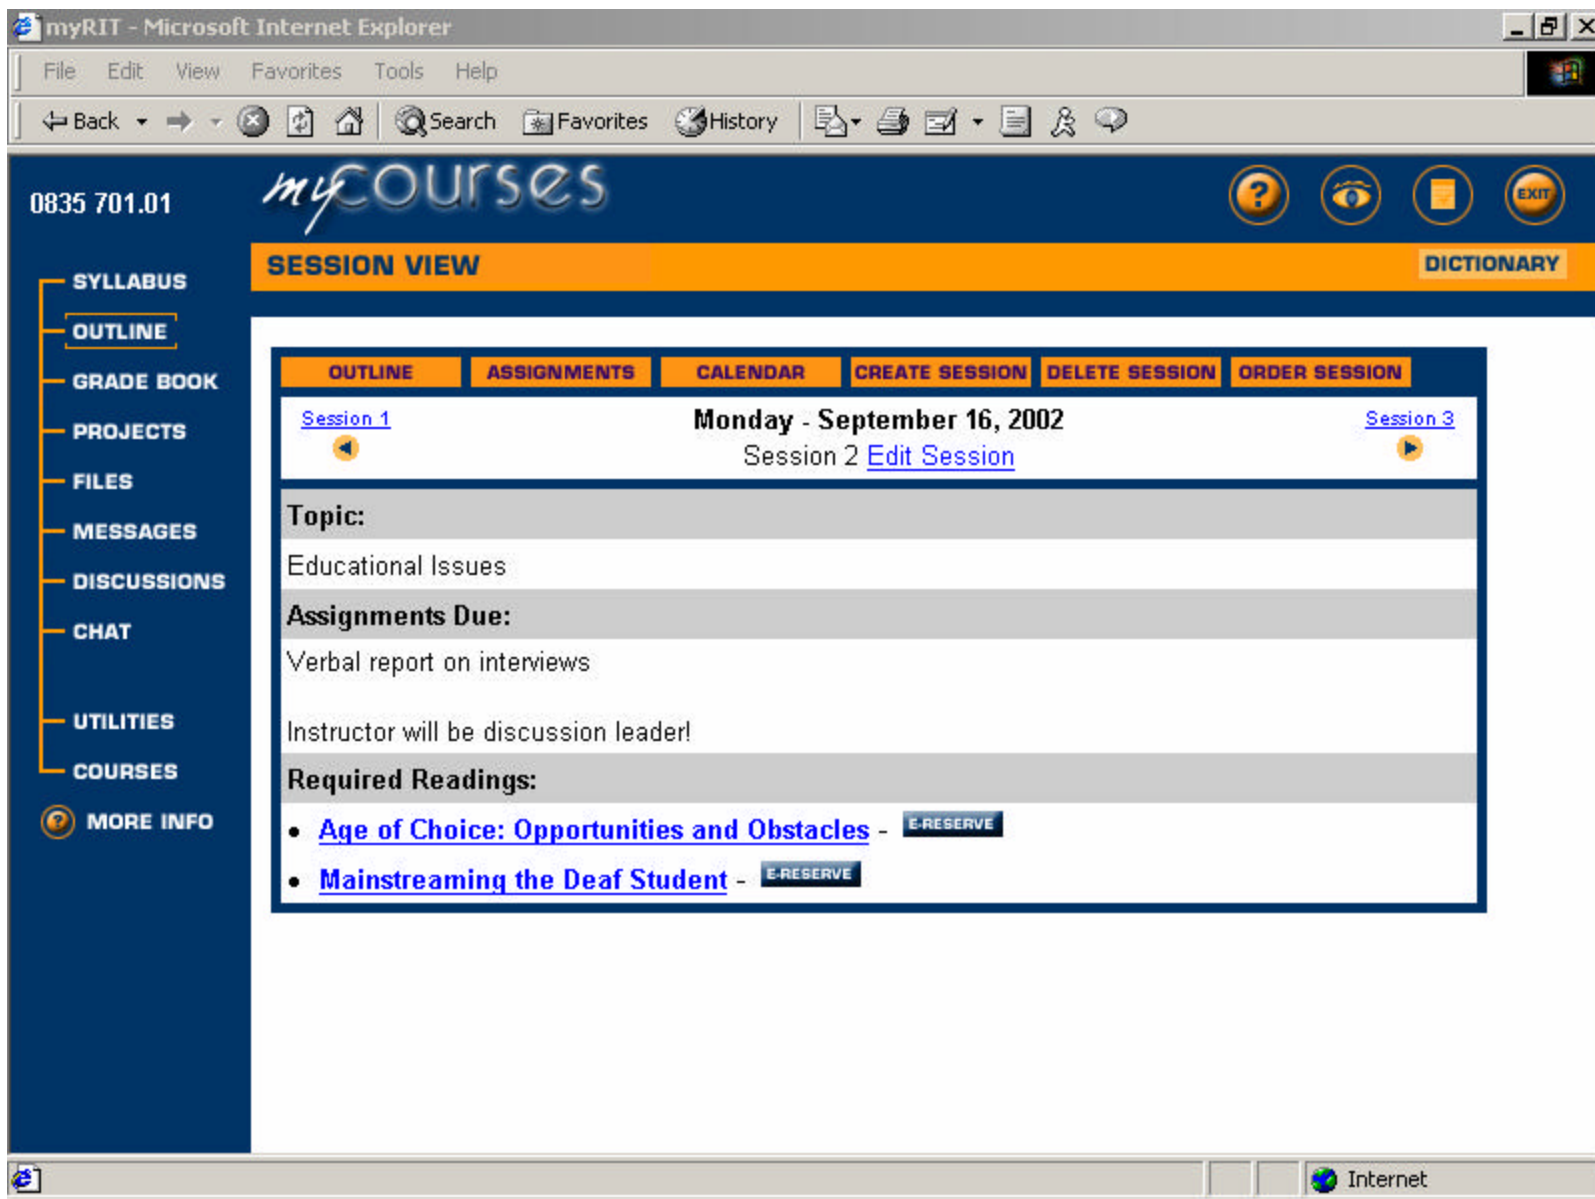 myRIT - Microsoft Internet Explorer
File Edit View Favorites Tools Help
Back Search Favorites History
0835 701.01
myCourses
EXIT
SESSION VIEW DICTIONARY
SYLLABUS
OUTLINE
GRADE BOOK
PROJECTS
FILES
MESSAGES
DISCUSSIONS
CHAT
UTILITIES
COURSES
MORE INFO
OUTLINE ASSIGNMENTS CALENDAR CREATE SESSION DELETE SESSION ORDER SESSION
Session 1 Monday - September 16, 2002 Session 3
Session 2 Edit Session
Topic:
Educational Issues
Assignments Due:
Verbal report on interviews
Instructor will be discussion leader!
Required Readings:
• Age of Choice: Opportunities and Obstacles - E-RESERVE
• Mainstreaming the Deaf Student - E-RESERVE
Internet